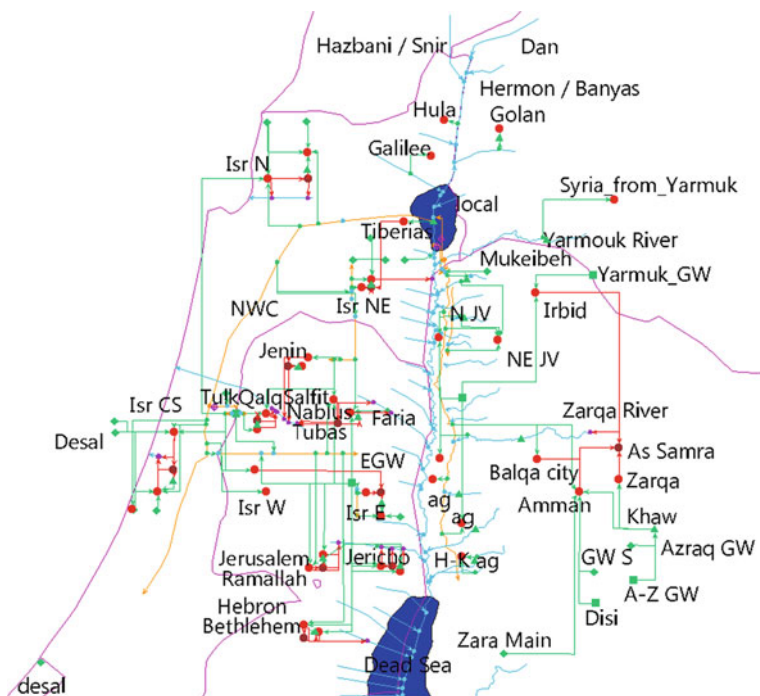 Hazbani / Snir
Dan
Hermon / Banyas
Hula
Golan
Galilee
Isr N
Syria_from_Yarmuk
local
Tiberias
Yarmouk River
Mukeibeh
Yarmuk_GW
NWC
Isr NE
N JV
Irbid
Jenin
NE JV
TulkQalqSalfit
Isr CS
Nablus
Faria
Zarqa River
Tubas
Desal
As Samra
EGW
Balqa city
Zarqa
Isr W
Isr E
ag
Amman
ag
Khaw
Jerusalem
Jericho
H-K ag
GW S
Azraq GW
Ramallah
A-Z GW
Hebron
Disi
Bethlehem
Zara Main
Dead Sea
desal